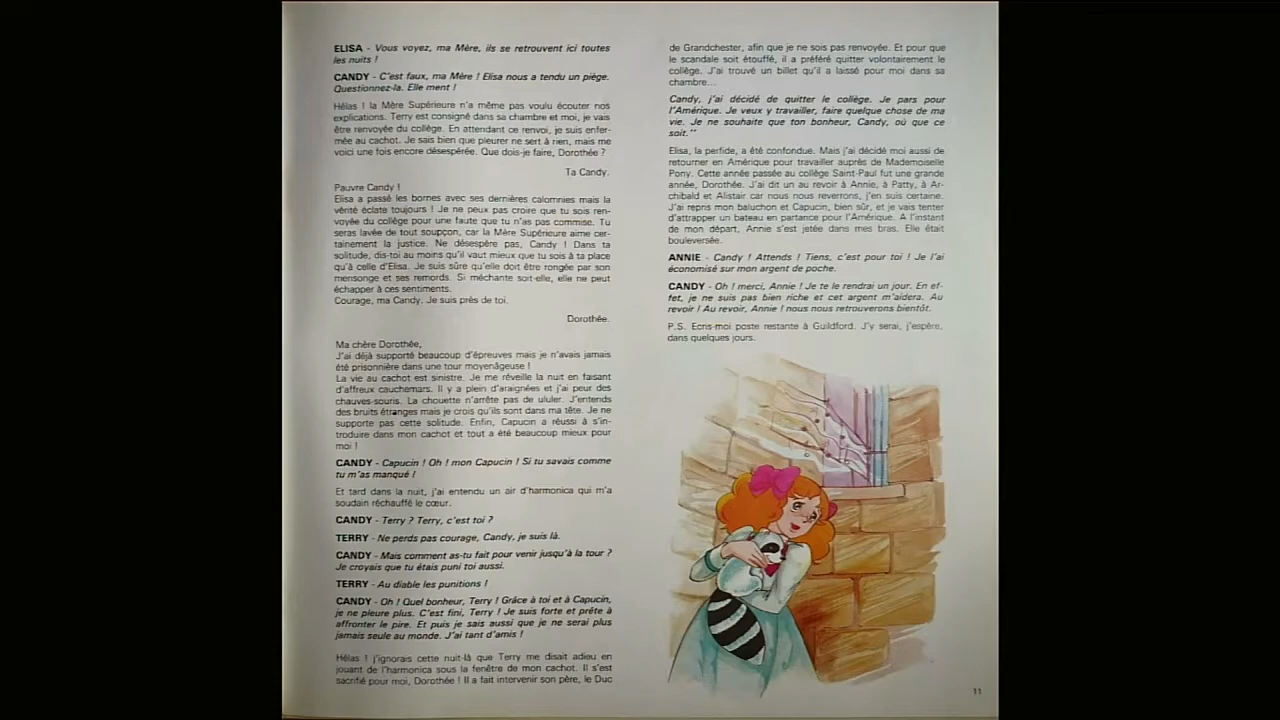 ELISA - Vous voyez, ma Mère, ils se retrouvent ici toutes
les nuits !
CANDY - C'est faux, ma Mère ! Elisa nous a tendu un piège.
Questionnez-la. Elle ment !
Hélas ! la Mère Supérieure n'a même pas voulu écouter nos
explications. Terry est consigné dans sa chambre et moi, je vais
être renvoyée du collège. En attendant ce renvoi, je suis enfer-
mée au cachot. Je sais bien que pleurer ne sert à rien, mais me
voici une fois encore désespérée. Que dois-je faire, Dorothée ?
Ta Candy.
Pauvre Candy !
Elisa a passé les bornes avec ses dernières calomnies mais la
vérité éclate toujours ! Je ne peux pas croire que tu sois ren-
voyée du collège pour une faute que tu n'as pas commise. Tu
seras lavée de tout soupçon, car la Mère Supérieure aime cer-
tainement la justice. Ne désespère pas, Candy ! Dans ta
solitude, dis-toi au moins qu'il vaut mieux que tu sois à ta place
qu'à celle d'Elisa. Je suis sûre qu'elle doit être rongée par son
mensonge et ses remords. Si méchante soit-elle, elle ne peut
échapper à ces sentiments.
Courage, ma Candy. Je suis près de toi.
Dorothée.
Ma chère Dorothée,
J'ai déjà supporté beaucoup d'épreuves mais je n'avais jamais
été prisonnière dans une tour moyenâgeuse !
La vie au cachot est sinistre. Je me réveille la nuit en faisant
d'affreux cauchemars. Il y a plein d'araignées et j'ai peur des
chauves-souris. La chouette n'arrête pas de ululer. J'entends
des bruits étranges mais je crois qu'ils sont dans ma tête. Je ne
supporte pas cette solitude. Enfin, Capucin a réussi à s'in-
troduire dans mon cachot et tout a été beaucoup mieux pour
moi !
CANDY - Capucin ! Oh ! mon Capucin ! Si tu savais comme
tu m'as manqué !
Et tard dans la nuit, j'ai entendu un air d'harmonica qui m'a
soudain réchauffé le cœur.
CANDY - Terry ? Terry, c'est toi ?
TERRY - Ne perds pas courage, Candy, je suis là.
CANDY - Mais comment as-tu fait pour venir jusqu'à la tour ?
Je croyais que tu étais puni toi aussi.
TERRY - Au diable les punitions !
CANDY - Oh ! Quel bonheur, Terry ! Grâce à toi et à Capucin,
je ne pleure plus. C'est fini, Terry ! Je suis forte et prête à
affronter le pire. Et puis je sais aussi que je ne serai plus
jamais seule au monde. J'ai tant d'amis !
Hélas ! j'ignorais cette nuit-là que Terry me disait adieu en
jouant de l'harmonica sous la fenêtre de mon cachot. Il s'est
sacrifié pour moi, Dorothée ! Il a fait intervenir son père, le Duc
de Grandchester, afin que je ne sois pas renvoyée. Et pour que
le scandale soit étouffé, il a préféré quitter volontairement le
collège. J'ai trouvé un billet qu'il a laissé pour moi dans sa
chambre...
Candy, j'ai décidé de quitter le collège. Je pars pour
l'Amérique. Je veux y travailler, faire quelque chose de ma
vie. Je ne souhaite que ton bonheur, Candy, où que ce
soit."
Elisa, la perfide, a été confondue. Mais j'ai décidé moi aussi de
retourner en Amérique pour travailler auprès de Mademoiselle
Pony. Cette année passée au collège Saint-Paul fut une grande
année, Dorothée. J'ai dit un au revoir à Annie, à Patty, à Ar-
chibald et Alistair car nous nous reverrons, j'en suis certaine.
J'ai repris mon baluchon et Capucin, bien sûr, et je vais tenter
d'attrapper un bateau en partance pour l'Amérique. A l'instant
de mon départ, Annie s'est jetée dans mes bras. Elle était
bouleversée.
ANNIE - Candy ! Attends ! Tiens, c'est pour toi ! Je l'ai
économisé sur mon argent de poche.
CANDY - Oh ! merci, Annie ! Je te le rendrai un jour. En ef-
fet, je ne suis pas bien riche et cet argent m'aidera. Au
revoir ! Au revoir, Annie ! nous nous retrouverons bientôt.
P.S. Ecris-moi poste restante à Guildford. J'y serai, j'espère,
dans quelques jours.
11